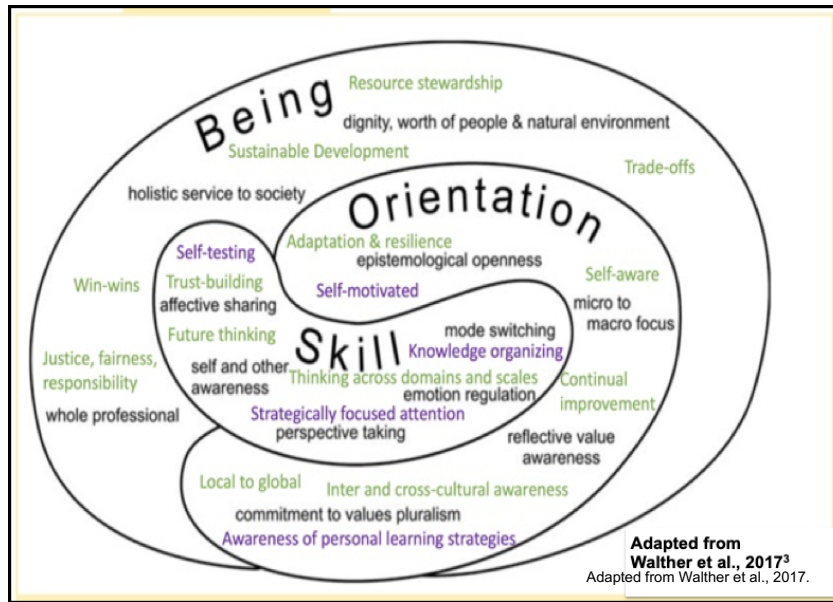 Being
Resource stewardship
dignity, worth of people & natural environment
Sustainable Development
Trade-offs
holistic service to society
Orientation
Self-testing
Adaptation & resilience
epistemological openness
Self-aware
Win-wins
Trust-building
Self-motivated
affective sharing
micro to
macro focus
Future thinking
Skill
mode switching
Knowledge organizing
Justice, fairness,
responsibility
self and other
awareness
Thinking across domains and scales
Continual
improvement
emotion regulation
whole professional
Strategically focused attention
perspective taking
reflective value
awareness
Local to global
Inter and cross-cultural awareness
commitment to values pluralism
Awareness of personal learning strategies
Adapted from
Walther et al., 2017³
Adapted from Walther et al., 2017.